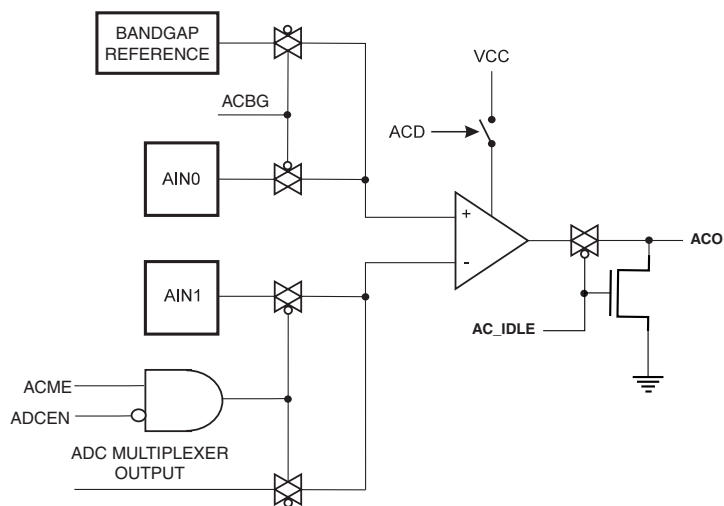 BANDGAP
REFERENCE
ACBG
AIN0
VCC
ACD
+
-
ACO
AIN1
AC_IDLE
ACME
ADCEN
ADC MULTIPLEXER
OUTPUT